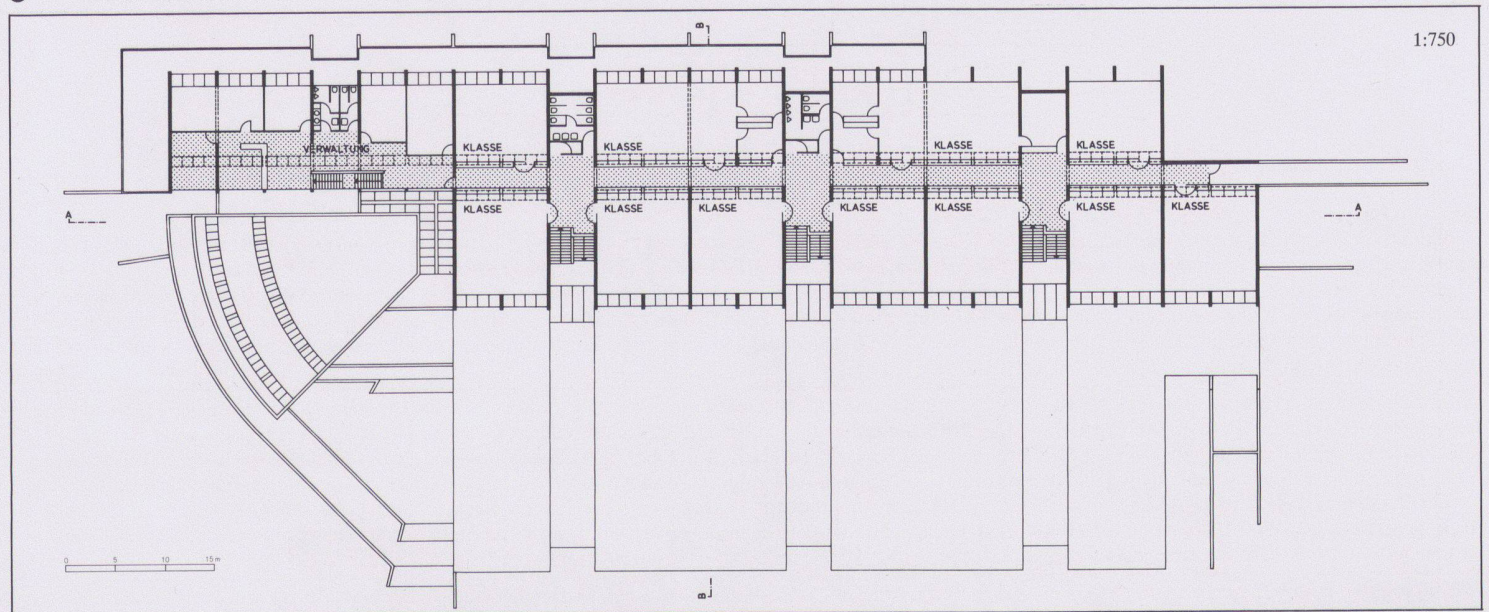 B
1:750
VERWALTUNG
KLASSE KLASSE KLASSE KLASSE
A
KLASSE KLASSE KLASSE KLASSE KLASSE KLASSE KLASSE
A
0 5 10 15 m
B